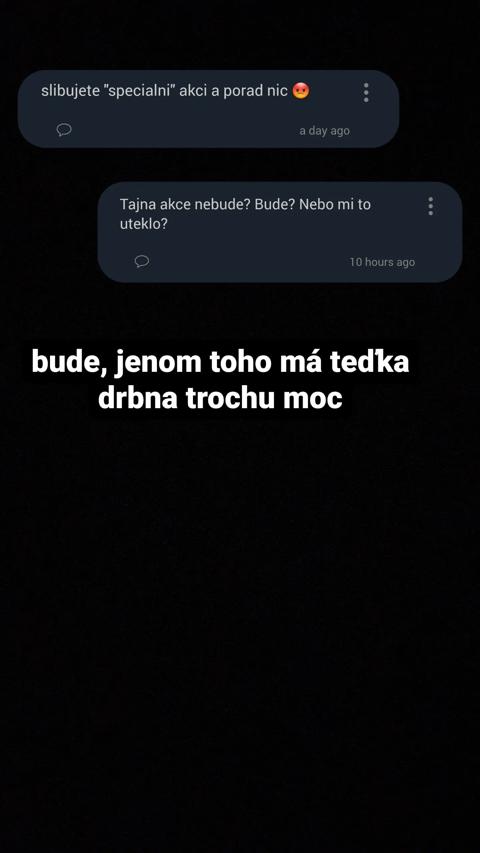 slibujete "specialni" akci a porad nic 😡
a day ago
Tajna akce nebude? Bude? Nebo mi to
uteklo?
10 hours ago
bude, jenom toho má teďka
drbna trochu moc